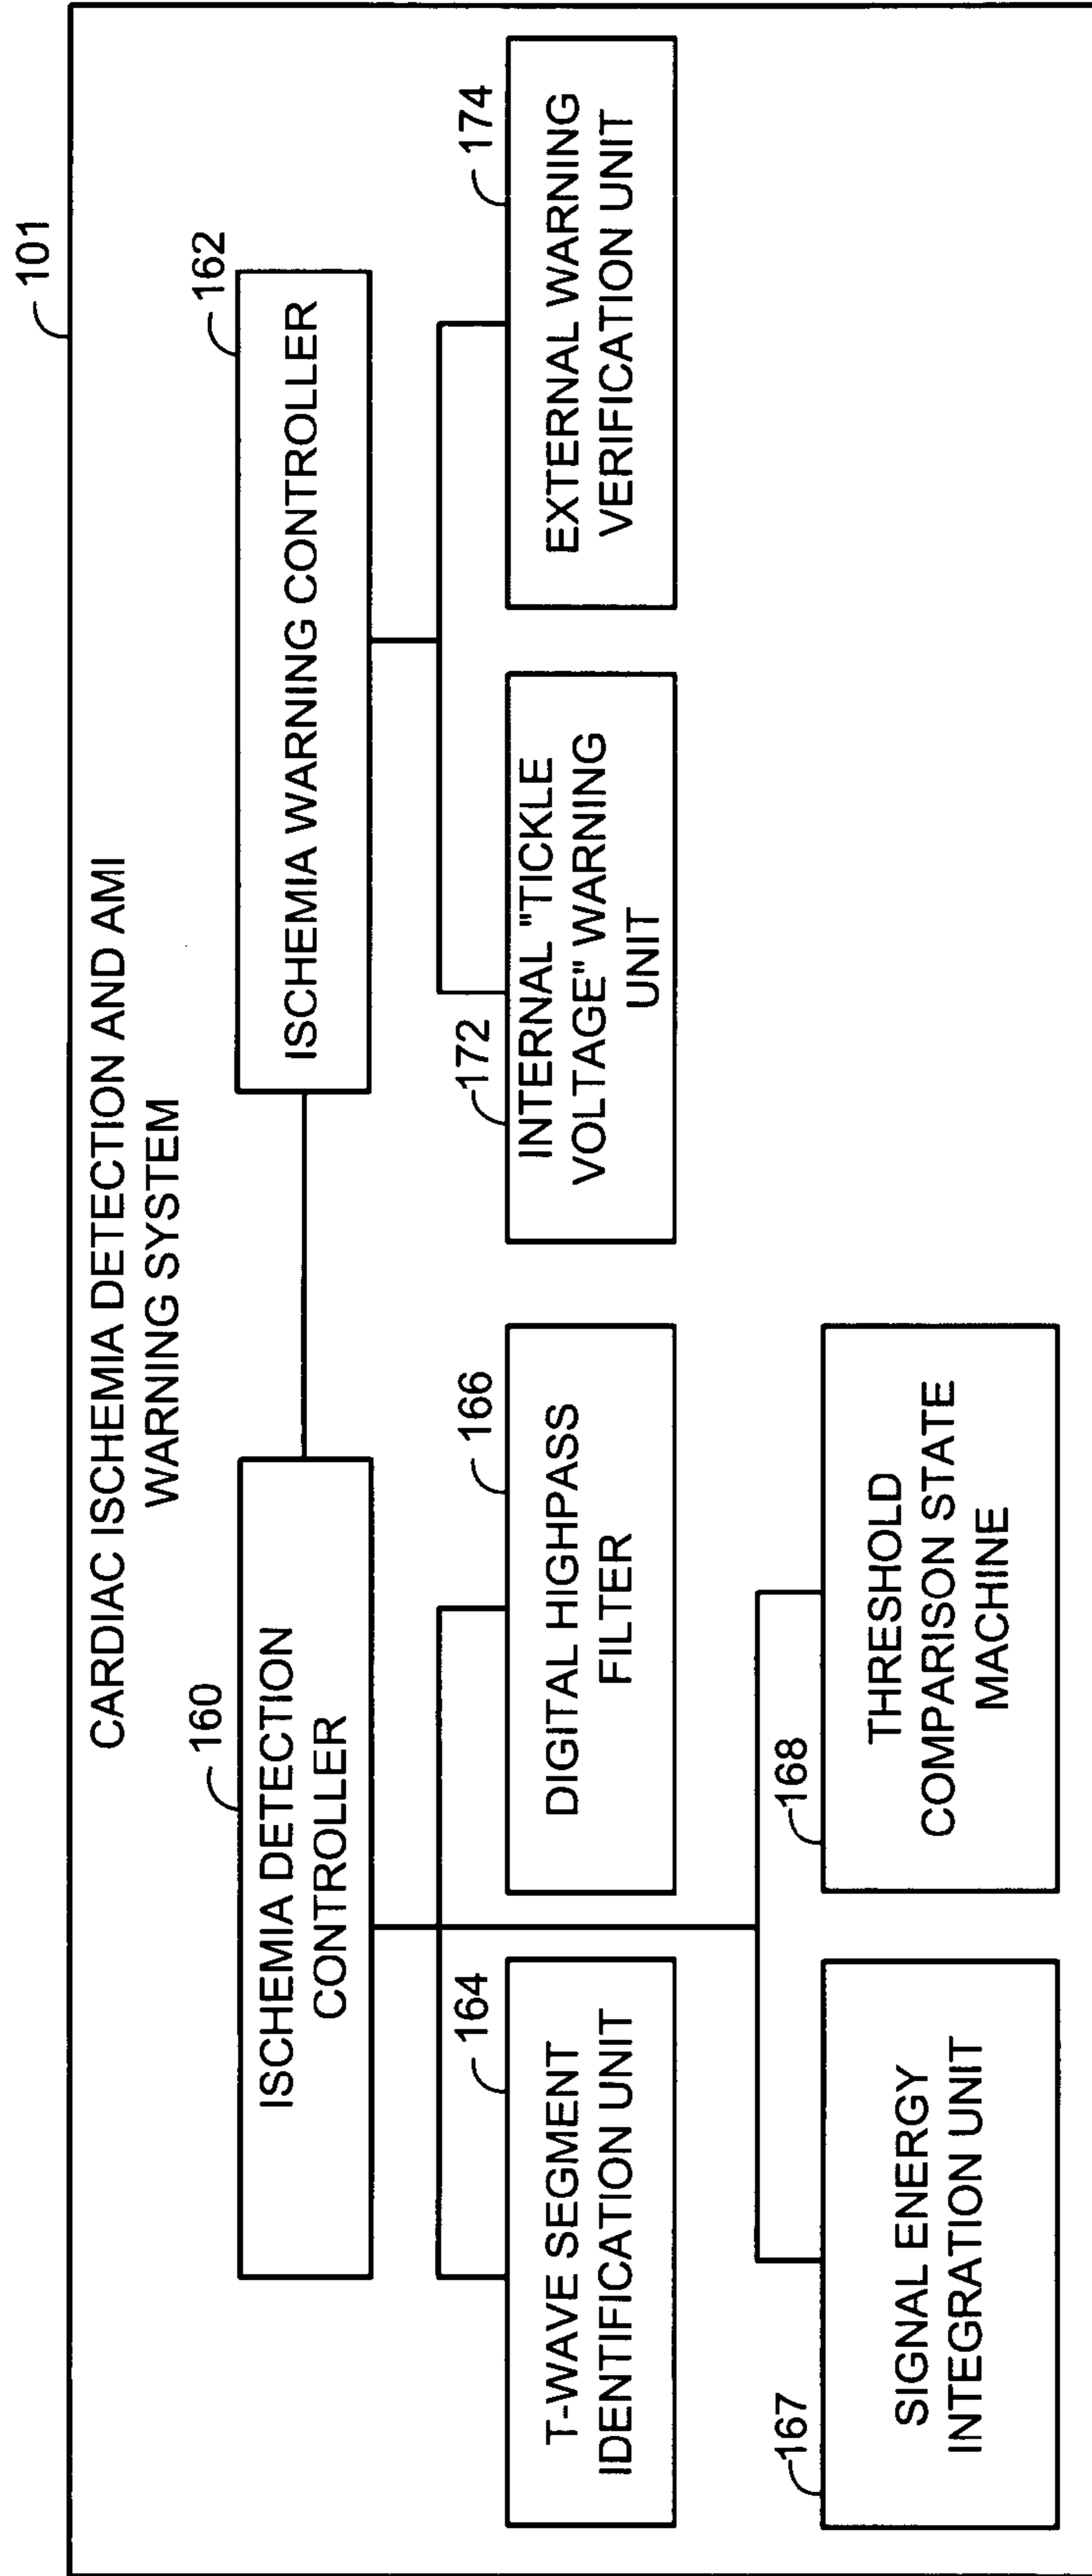 101
CARDIAC ISCHEMIA DETECTION AND AMI
WARNING SYSTEM
160
ISCHEMIA DETECTION
CONTROLLER
162
ISCHEMIA WARNING CONTROLLER
164
T-WAVE SEGMENT
IDENTIFICATION UNIT
166
DIGITAL HIGHPASS
FILTER
172
INTERNAL "TICKLE
VOLTAGE" WARNING
UNIT
174
EXTERNAL WARNING
VERIFICATION UNIT
167
SIGNAL ENERGY
INTEGRATION UNIT
168
THRESHOLD
COMPARISON STATE
MACHINE